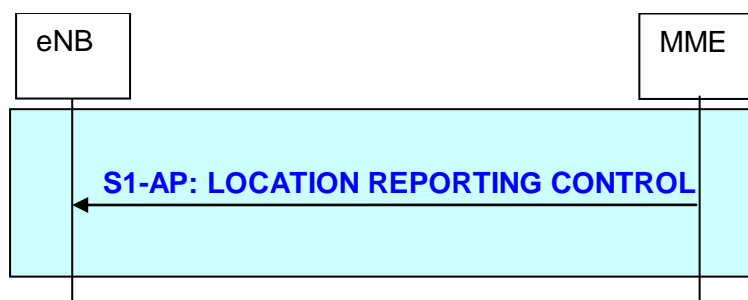 eNB
MME
S1-AP: LOCATION REPORTING CONTROL